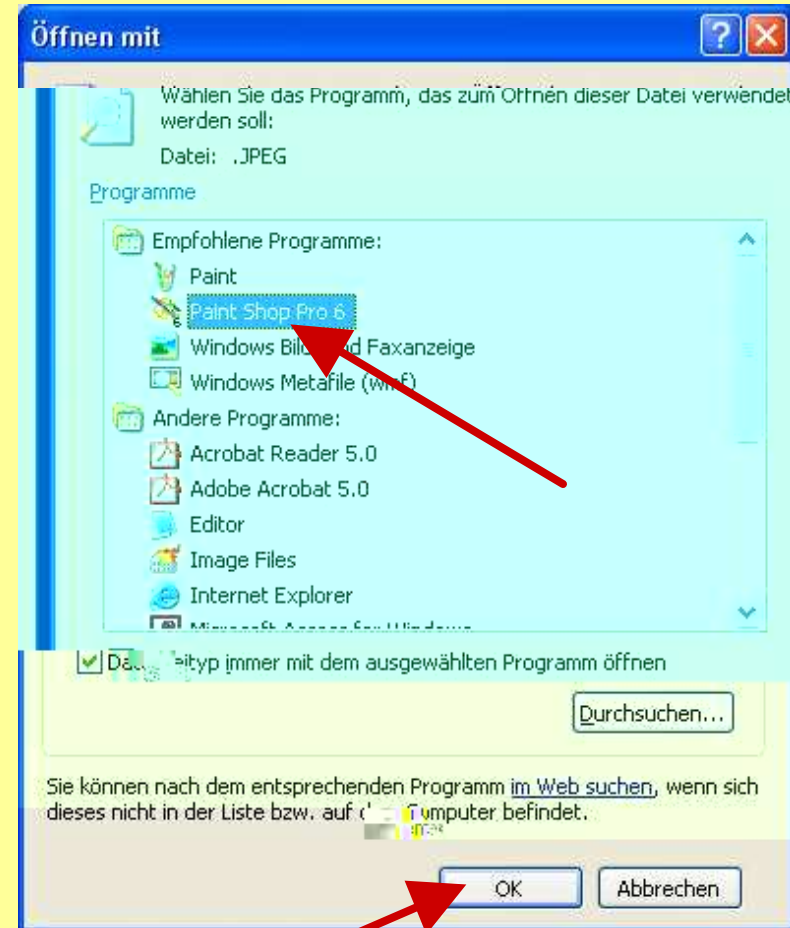 Öffnen mit
Wählen Sie das Programm, das zum Öffnen dieser Datei verwendet
werden soll:
Datei: .JPEG
Programme
Empfohlene Programme:
Paint
Paint Shop Pro 6
Windows Faxanzeige
Windows Metafile (wmf)
Andere Programme:
Acrobat Reader 5.0
Adobe Acrobat 5.0
Editor
Image Files
Internet Explorer
immer mit dem ausgewählten Programm öffnen
Durchsuchen...
Sie können nach dem entsprechenden Programm im Web suchen, wenn sich
dieses nicht in der Liste bzw. auf Computer befindet.
OK
Abbrechen